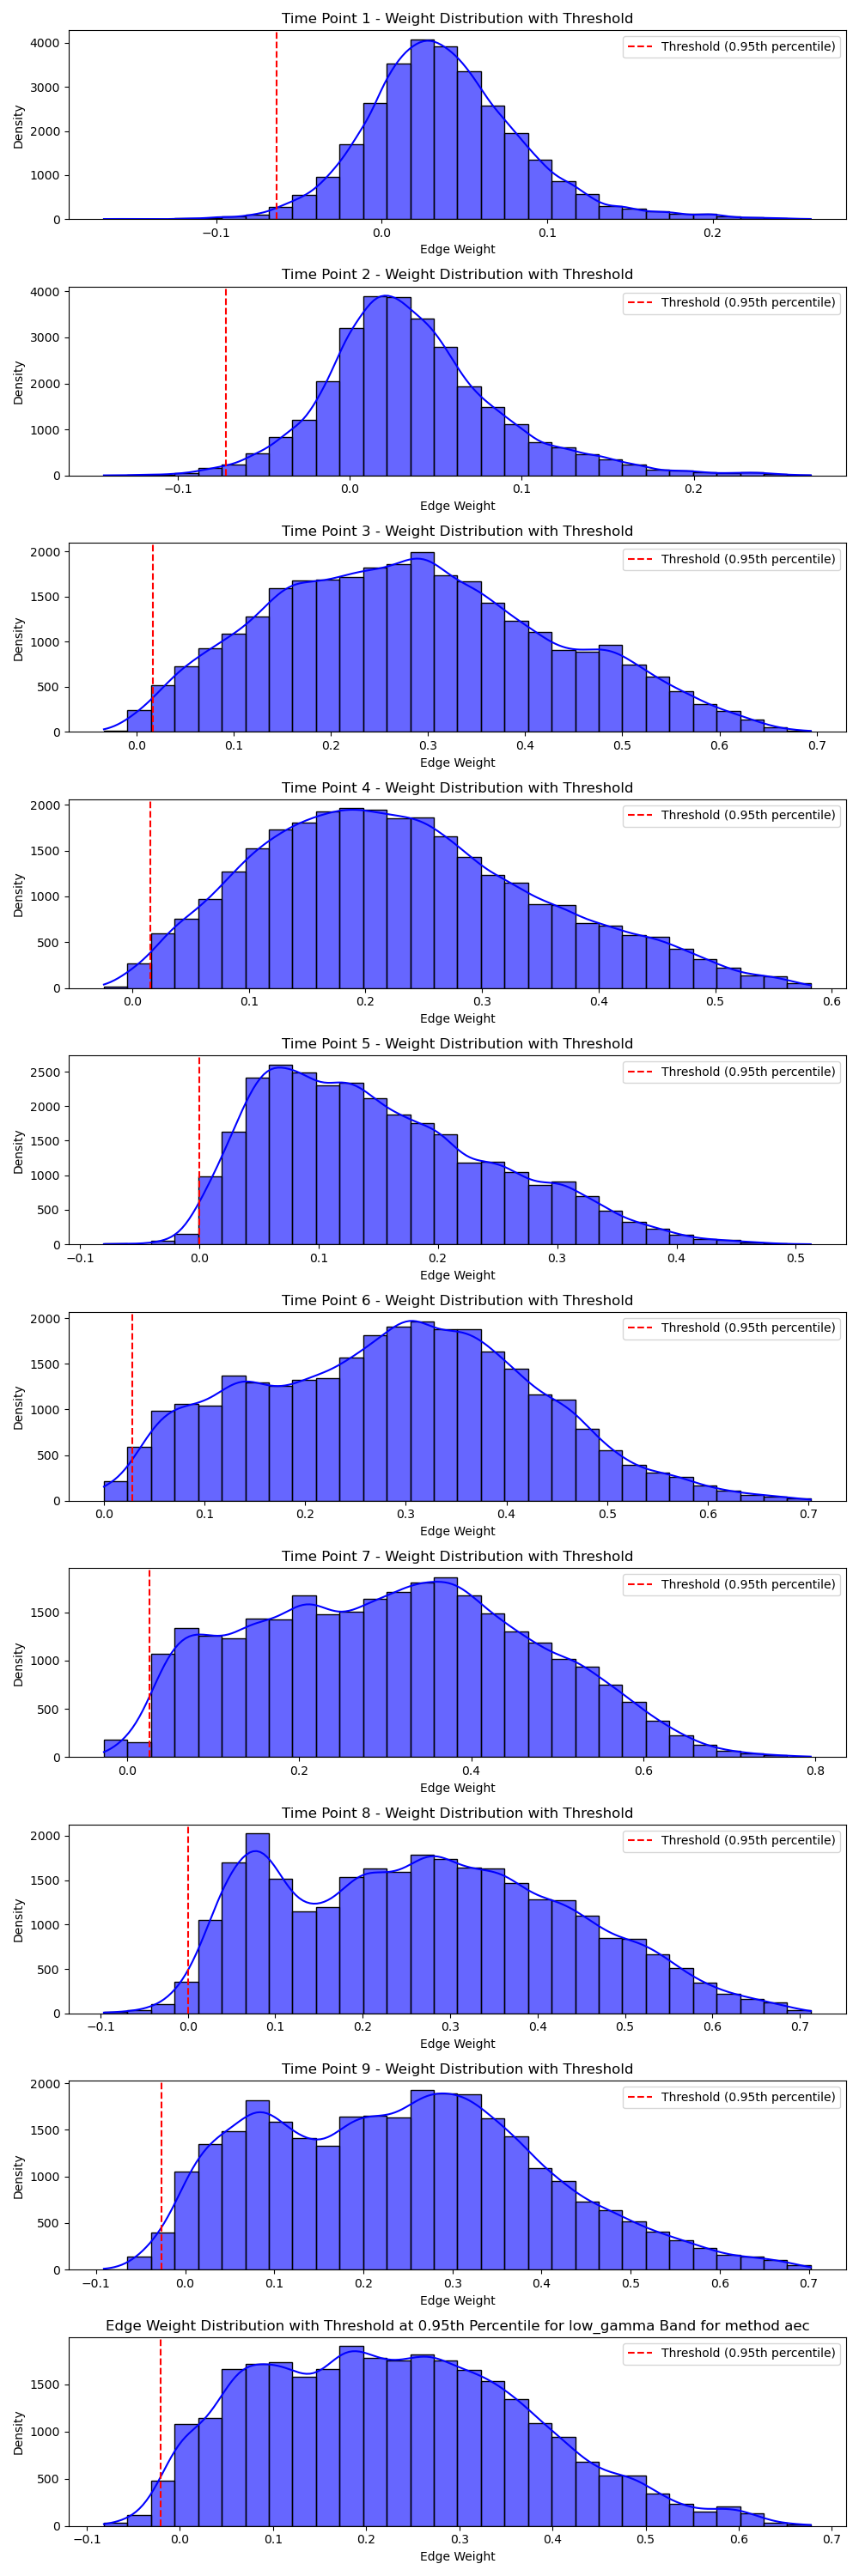 Time Point 1 - Weight Distribution with Threshold
4000
3000
2000
1000
0
Density
Threshold (0.95th percentile)
−0.1 0.0 0.1 0.2
Edge Weight
Time Point 2 - Weight Distribution with Threshold
4000
3000
2000
1000
0
Density
Threshold (0.95th percentile)
−0.1 0.0 0.1 0.2
Edge Weight
Time Point 3 - Weight Distribution with Threshold
2000
1500
1000
500
0
Density
Threshold (0.95th percentile)
0.0 0.1 0.2 0.3 0.4 0.5 0.6 0.7
Edge Weight
Time Point 4 - Weight Distribution with Threshold
2000
1500
1000
500
0
Density
Threshold (0.95th percentile)
0.0 0.1 0.2 0.3 0.4 0.5 0.6
Edge Weight
Time Point 5 - Weight Distribution with Threshold
2500
2000
1500
1000
500
0
Density
Threshold (0.95th percentile)
−0.1 0.0 0.1 0.2 0.3 0.4 0.5
Edge Weight
Time Point 6 - Weight Distribution with Threshold
2000
1500
1000
500
0
Density
Threshold (0.95th percentile)
0.0 0.1 0.2 0.3 0.4 0.5 0.6 0.7
Edge Weight
Time Point 7 - Weight Distribution with Threshold
1500
1000
500
0
Density
Threshold (0.95th percentile)
0.0 0.2 0.4 0.6 0.8
Edge Weight
Time Point 8 - Weight Distribution with Threshold
2000
1500
1000
500
0
Density
Threshold (0.95th percentile)
−0.1 0.0 0.1 0.2 0.3 0.4 0.5 0.6 0.7
Edge Weight
Time Point 9 - Weight Distribution with Threshold
2000
1500
1000
500
0
Density
Threshold (0.95th percentile)
−0.1 0.0 0.1 0.2 0.3 0.4 0.5 0.6 0.7
Edge Weight
Edge Weight Distribution with Threshold at 0.95th Percentile for low_gamma Band for method aec
1500
1000
500
0
Density
Threshold (0.95th percentile)
−0.1 0.0 0.1 0.2 0.3 0.4 0.5 0.6 0.7
Edge Weight